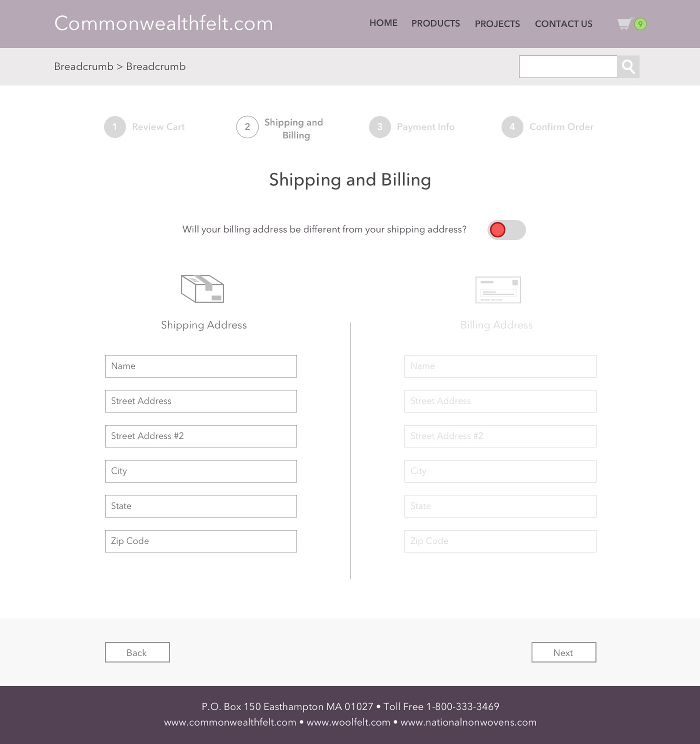 Commonwealthfelt.com
HOME PRODUCTS PROJECTS CONTACT US 9
Breadcrumb > Breadcrumb
1 Review Cart
2 Shipping and
Billing
3 Payment Info
4 Confirm Order
Shipping and Billing
Will your billing address be different from your shipping address?
Shipping Address
Name
Street Address
Street Address #2
City
State
Zip Code
Billing Address
Name
Street Address
Street Address #2
City
State
Zip Code
Back
Next
P.O. Box 150 Easthampton MA 01027 • Toll Free 1-800-333-3469
www.commonwealthfelt.com • www.woolfelt.com • www.nationalnonwovens.com